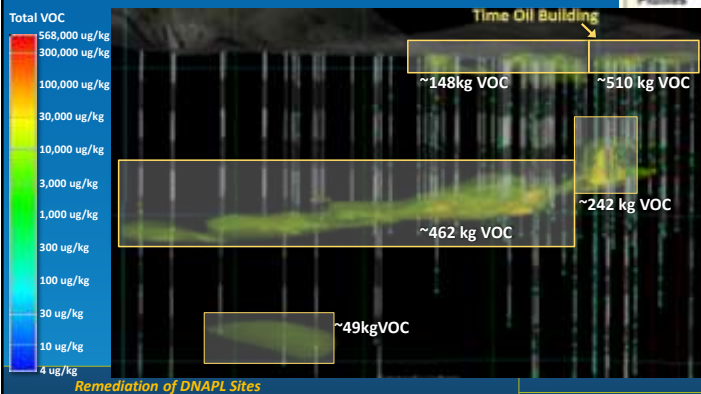 Total VOC
568,000 ug/kg
300,000 ug/kg
100,000 ug/kg
30,000 ug/kg
10,000 ug/kg
3,000 ug/kg
1,000 ug/kg
300 ug/kg
100 ug/kg
30 ug/kg
10 ug/kg
4 ug/kg
Time Oil Building
~148kg VOC
~510 kg VOC
~242 kg VOC
~462 kg VOC
~49kgVOC
Remediation of DNAPL Sites